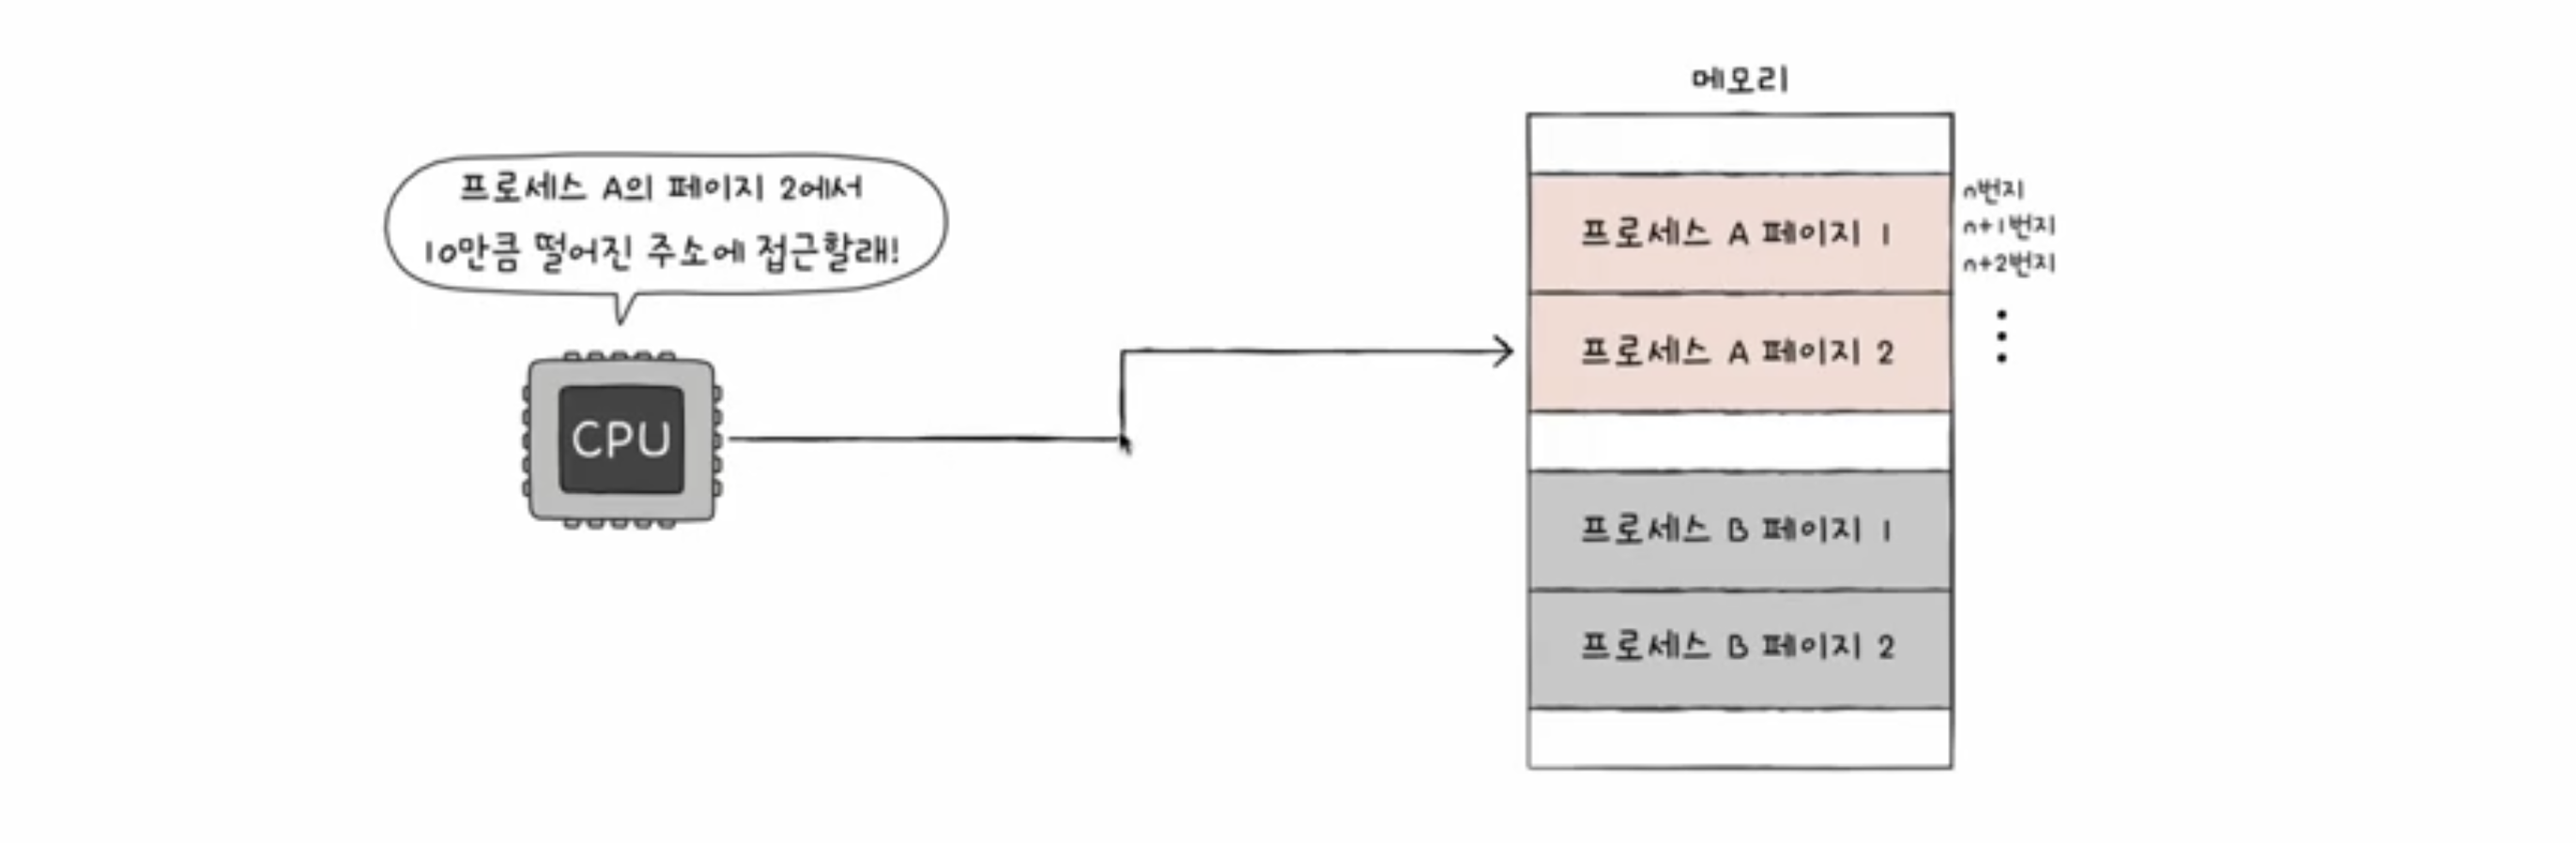 메모리
프로세스 A의 페이지 2에서
10만큼 떨어진 주소에 접근할래!
CPU
프로세스 A 페이지 1
n번지
n+1번지
n+2번지
프로세스 A 페이지 2
프로세스 B 페이지 1
프로세스 B 페이지 2